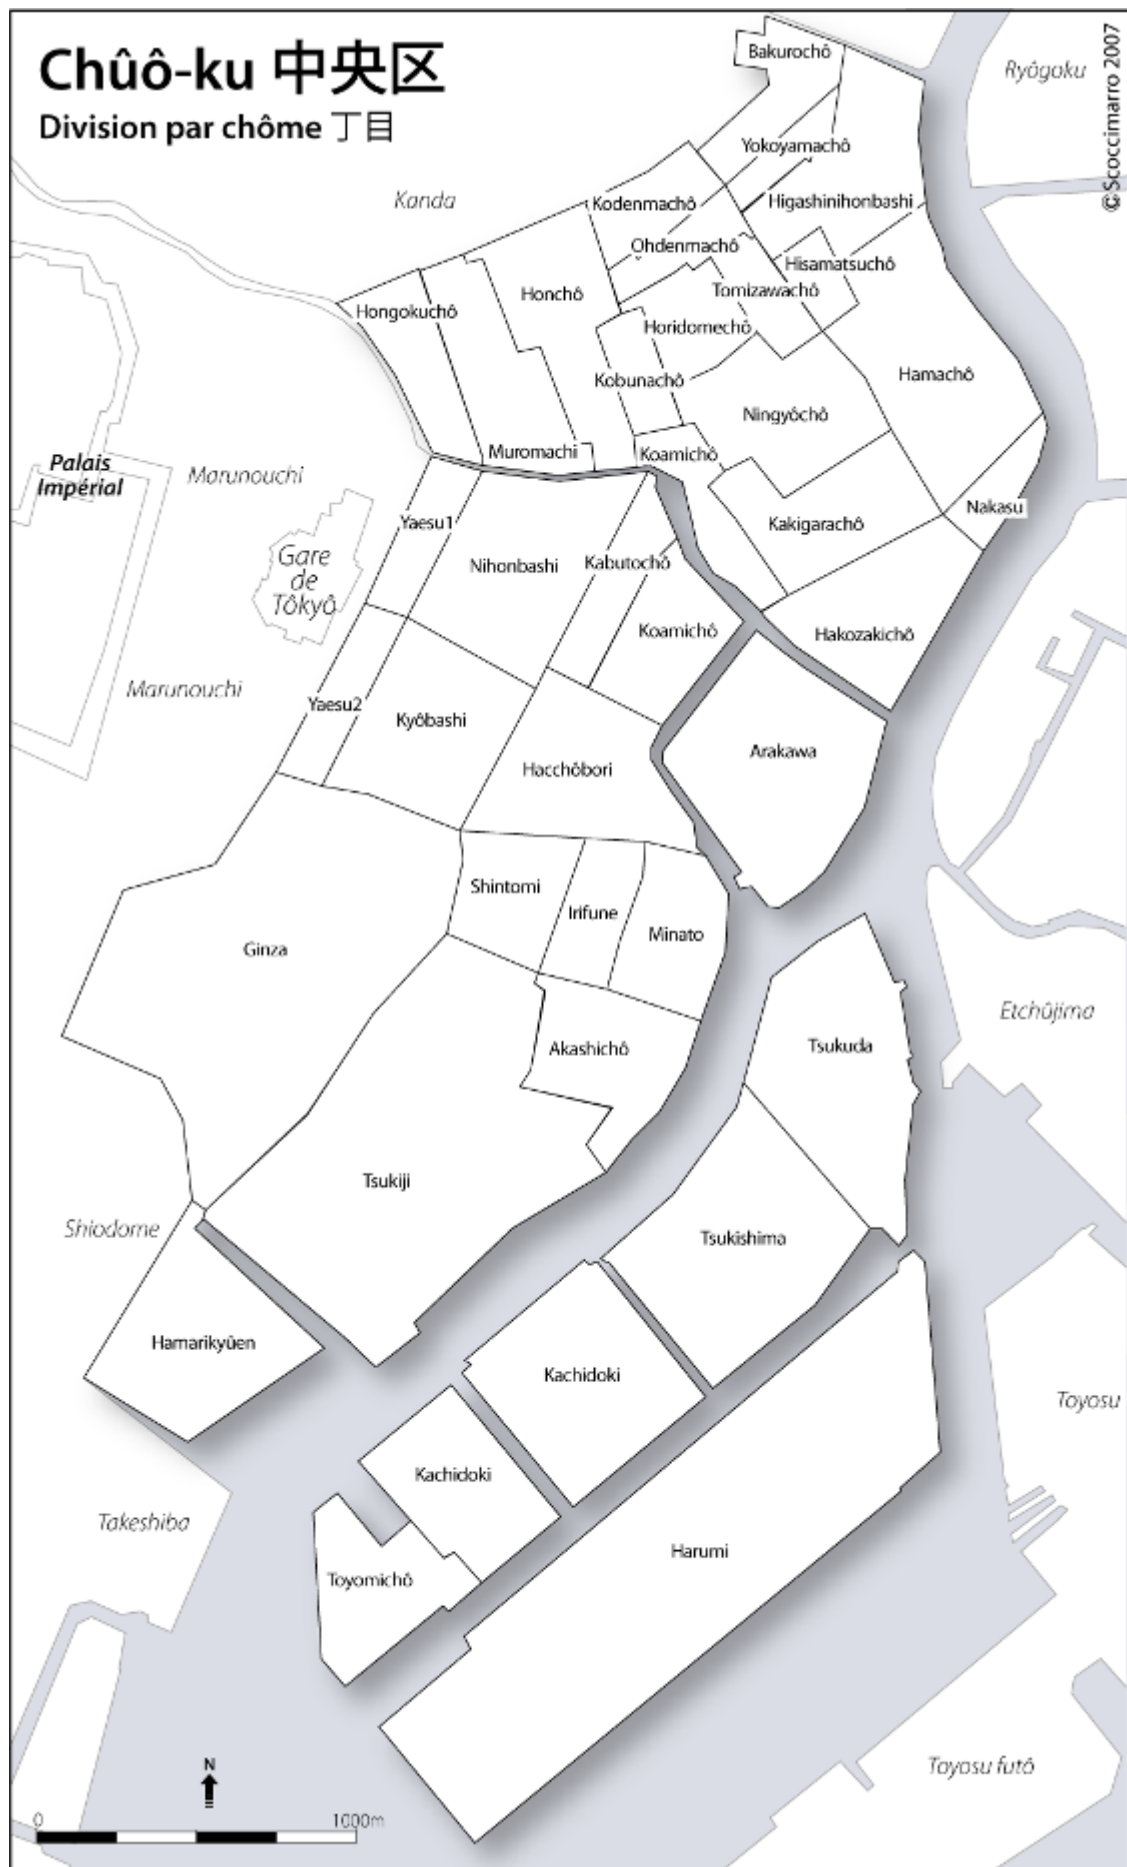 Chûô-ku 中央区
Division par chôme 丁目
©Scoccimarro 2007
Ryôgoku
Bakurochô
Yokoyamachô
Kanda
Kodenmachô
Higashinihonbashi
Ohdenmachô
Hisamatsuchô
Tomizawachô
Honchô
Hongokuchô
Horidomechô
Hamachô
Kobunachô
Ningyôchô
Muromachi
Koamichô
Palais
Impérial
Marunouchi
Nakasu
Kakigarachô
Yaesu1
Nihonbashi
Kabutochô
Gare
de
Tôkyô
Koamichô
Hakozakichô
Marunouchi
Yaesu2
Kyôbashi
Arakawa
Hacchôbori
Shintomi
Irifune
Minato
Ginza
Etchûjima
Akashichô
Tsukuda
Tsukiji
Shiodome
Tsukishima
Hamarikyûen
Kachidoki
Toyosu
Kachidoki
Takeshiba
Harumi
Toyomichô
Toyosu futô
N
0 1000m